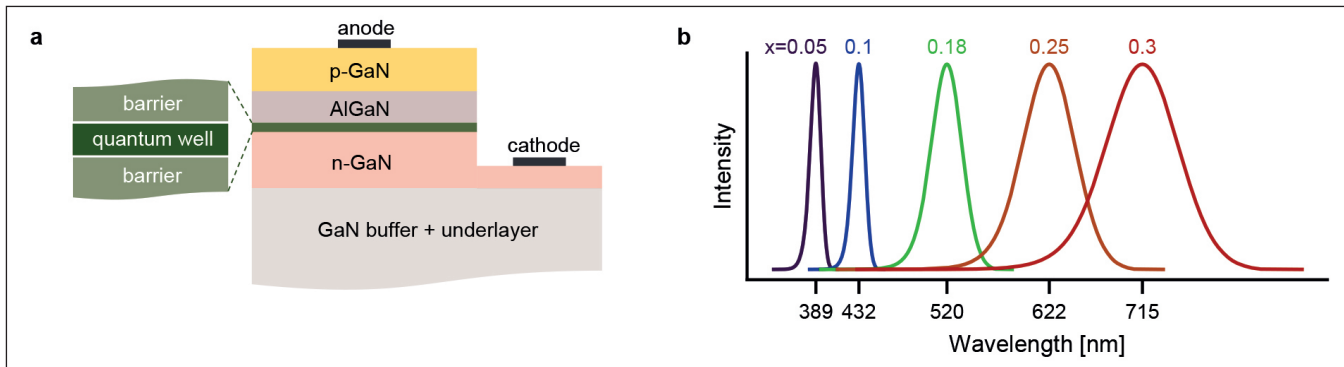 a
anode
p-GaN
AlGaN
barrier
quantum well
barrier
n-GaN
cathode
GaN buffer + underlayer
b
x=0.05 0.1 0.18 0.25 0.3
Intensity
389 432 520 622 715
Wavelength [nm]